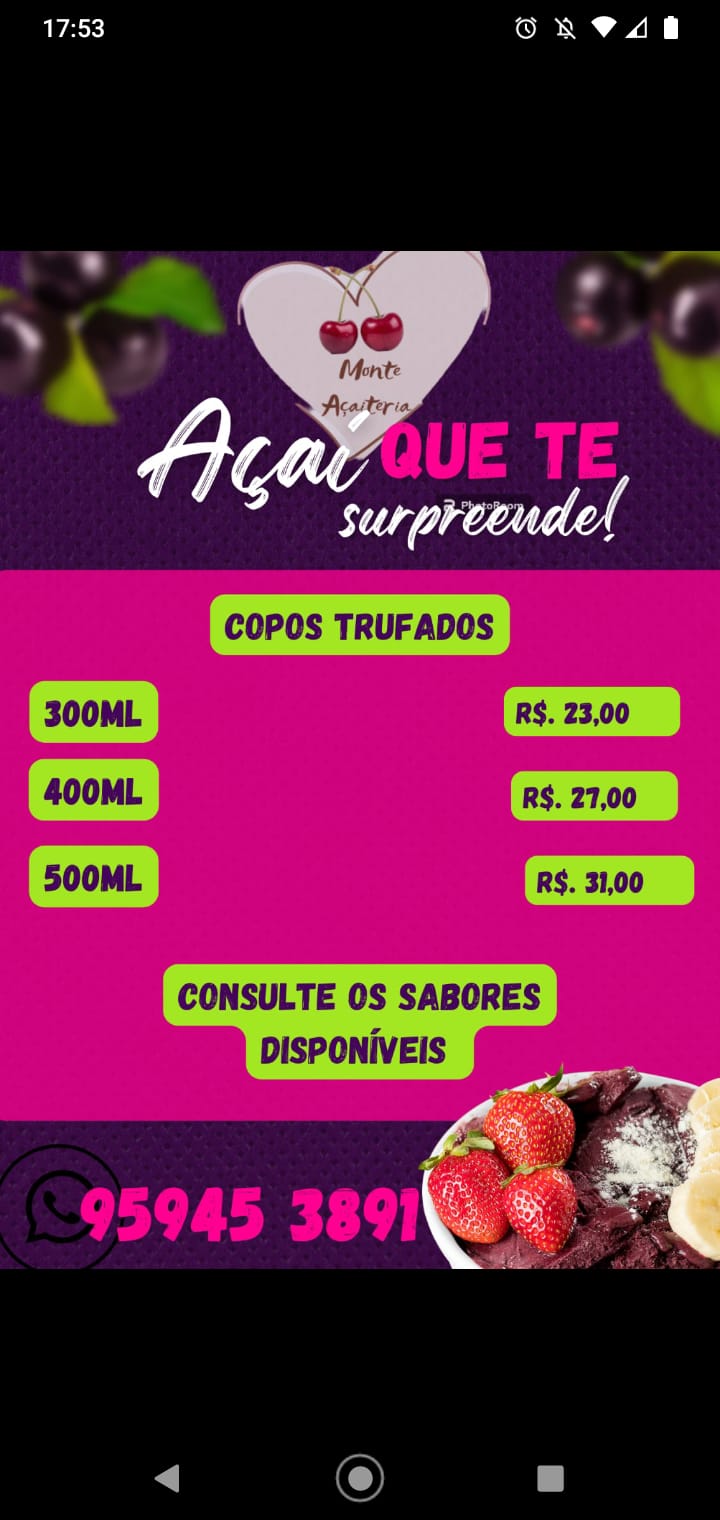 17:53
Monte
Açaiteria
Açaí QUE TE
surpreende!
PhotoRoom
COPOS TRUFADOS
300ML R$. 23,00
400ML R$. 27,00
500ML R$. 31,00
CONSULTE OS SABORES
DISPONÍVEIS
95945 3891